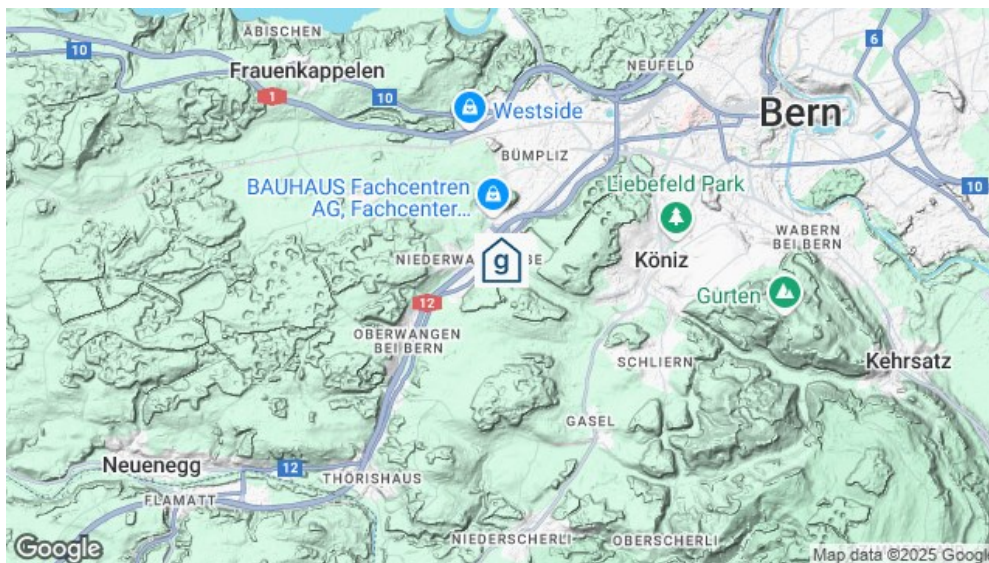 ÄBISCHEN
10
6
Frauenkappelen
NEUFELD
1
10
Westside
Bern
BÜMPLIZ
BAUHAUS Fachcentren
AG, Fachcenter...
Liebefeld Park
10
WABERN
BEI BERN
NIEDERWA
BE
g
Köniz
Gurten
12
OBERWANGEN
BEI BERN
SCHLIERN
Kehrsatz
GASEL
Neuenegg
12
THÖRISHAUS
FLAMATT
NIEDERSCHERLI
OBERSCHERLI
Google
Map data ©2025 Google